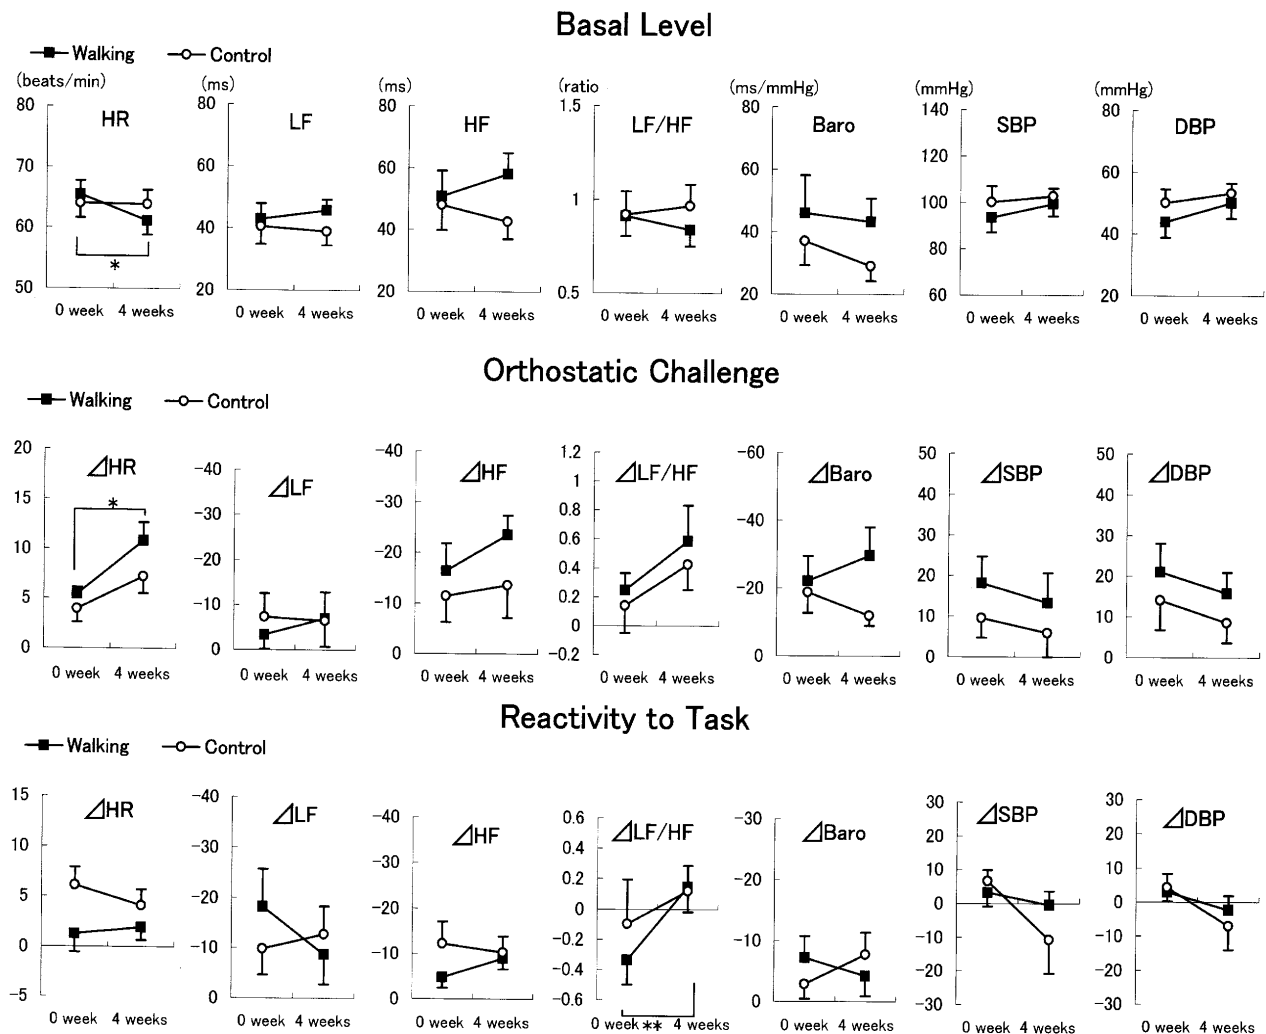 Basal Level
Walking Control
(beats/min) (ms) (ms) (ratio (ms/mmHg) (mmHg) (mmHg)
HR LF HF LF/HF Baro SBP DBP
80 70 60 50
80 60 40 20
80 60 40 20
1.5 1 0.5
80 60 40 20
140 120 100 80 60
80 60 40 20
*
0 week 4 weeks 0 week 4 weeks 0 week 4 weeks 0 week 4 weeks 0 week 4 weeks 0 week 4 weeks 0 week 4 weeks
Orthostatic Challenge
Walking Control
⊿HR ⊿LF ⊿HF ⊿LF/HF ⊿Baro ⊿SBP ⊿DBP
20 15 10 5 0
-40 -30 -20 -10 0
-40 -30 -20 -10 0
1.2 1 0.8 0.6 0.4 0.2 0 -0.2
-60 -40 -20 0
50 40 30 20 10 0
50 40 30 20 10 0
*
0 week 4 weeks 0 week 4 weeks 0 week 4 weeks 0 week 4 weeks 0 week 4 weeks 0 week 4 weeks 0 week 4 weeks
Reactivity to Task
Walking Control
⊿HR ⊿LF ⊿HF ⊿LF/HF ⊿Baro ⊿SBP ⊿DBP
15 10 5 0 -5
-40 -30 -20 -10 0
-40 -30 -20 -10 0
0.6 0.4 0.2 0 -0.2 -0.4 -0.6
-30 -20 -10 0
30 20 10 0 -10 -20 -30
30 20 10 0 -10 -20 -30
0 week 4 weeks 0 week 4 weeks 0 week 4 weeks 0 week ** 4 weeks 0 week 4 weeks 0 week 4 weeks 0 week 4 weeks